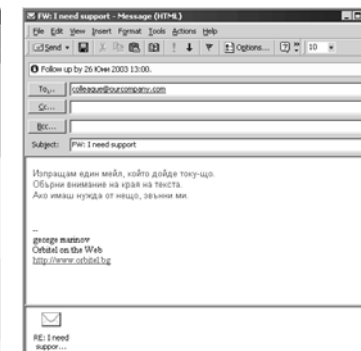 FW: I need support - Message (HTML)
File Edit View Insert Format Tools Actions Help
Send Options... 10
Follow up by 26 Юни 2003 13:00.
To... colleague@ourcompany.com
Cc...
Bcc...
Subject: FW: I need support
Изпращам един мейл, който дойде току-що.
Обърни внимание на края на текста.
Ако имаш нужда от нещо, звънни ми.
--
george marinov
Orbitel on the Web
http://www.orbitel.bg
RE: I need
suppor...